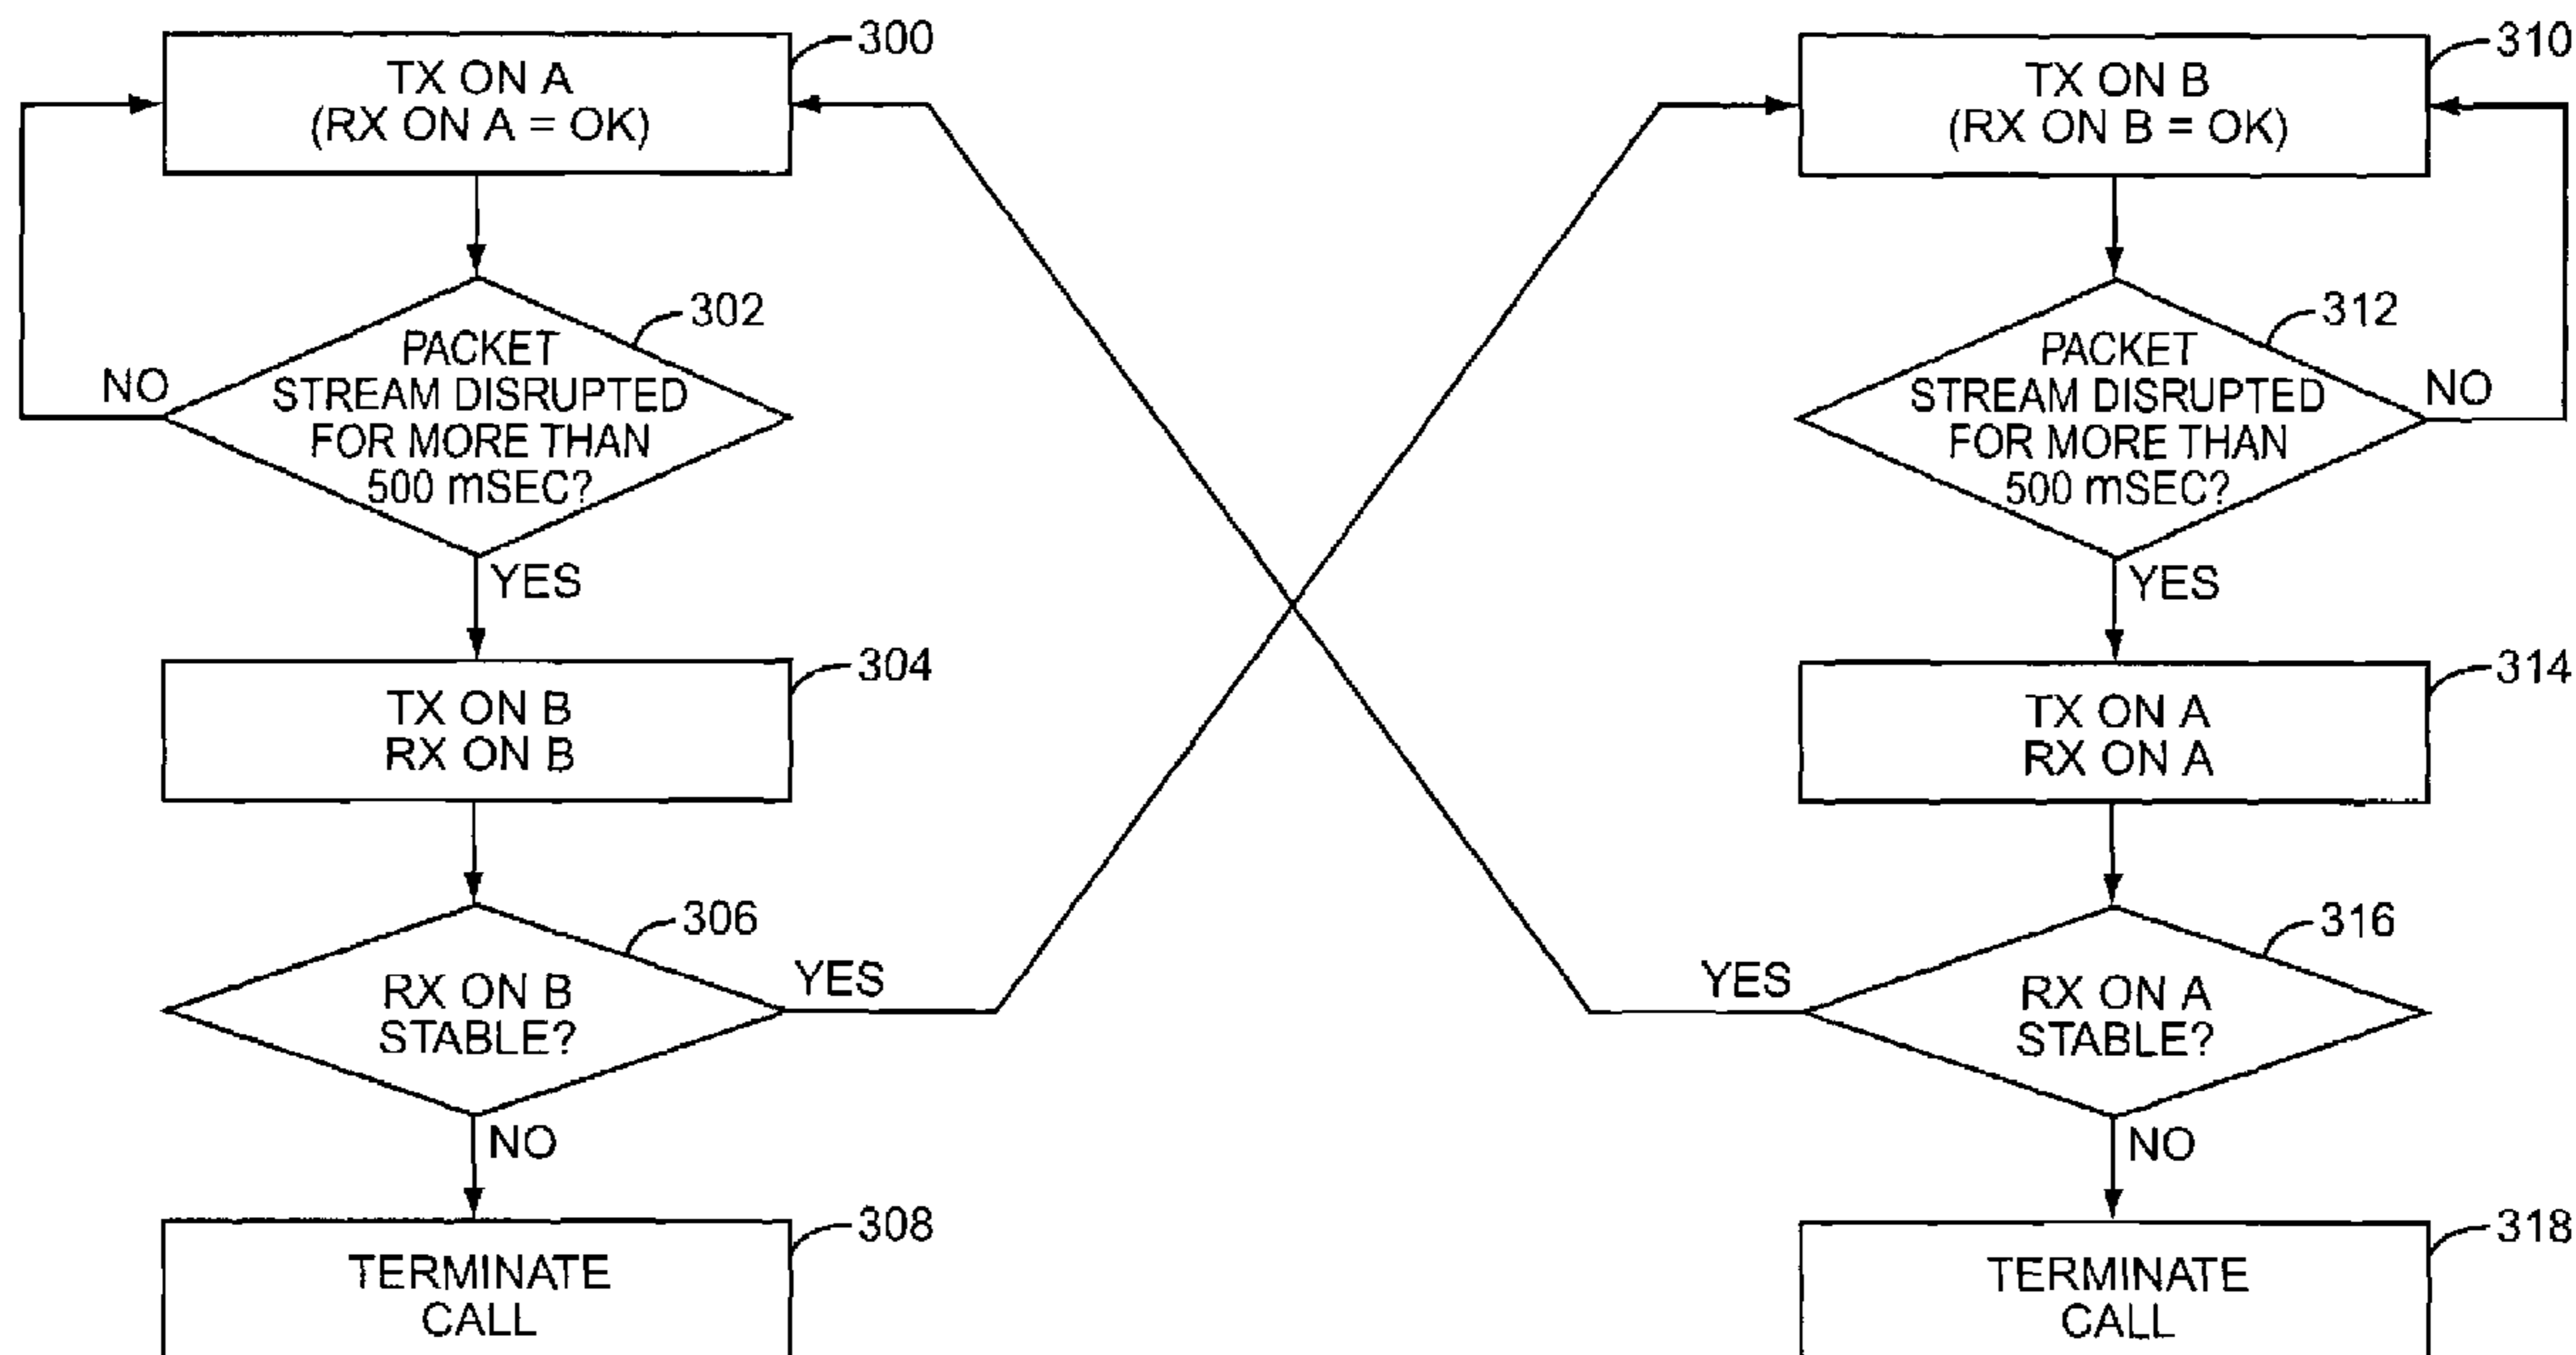 300
TX ON A
(RX ON A = OK)
302
PACKET
STREAM DISRUPTED
FOR MORE THAN
500 mSEC?
NO
YES
304
TX ON B
RX ON B
306
RX ON B
STABLE?
YES
NO
308
TERMINATE
CALL
310
TX ON B
(RX ON B = OK)
312
PACKET
STREAM DISRUPTED
FOR MORE THAN
500 mSEC?
NO
YES
314
TX ON A
RX ON A
316
RX ON A
STABLE?
YES
NO
318
TERMINATE
CALL